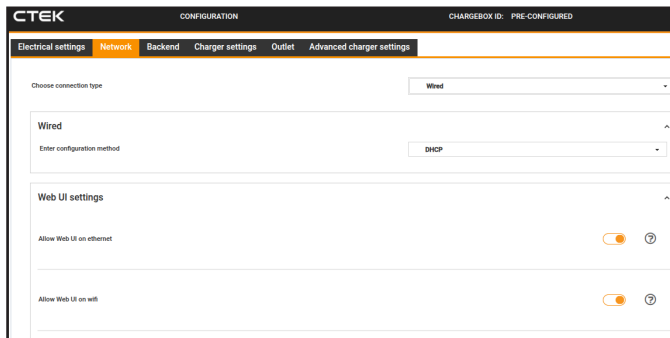 CTEK CONFIGURATION CHARGEBOX ID: PRE-CONFIGURED
Electrical settings Network Backend Charger settings Outlet Advanced charger settings
Choose connection type Wired
Wired
Enter configuration method DHCP
Web UI settings
Allow Web UI on ethernet ?
Allow Web UI on wifi ?